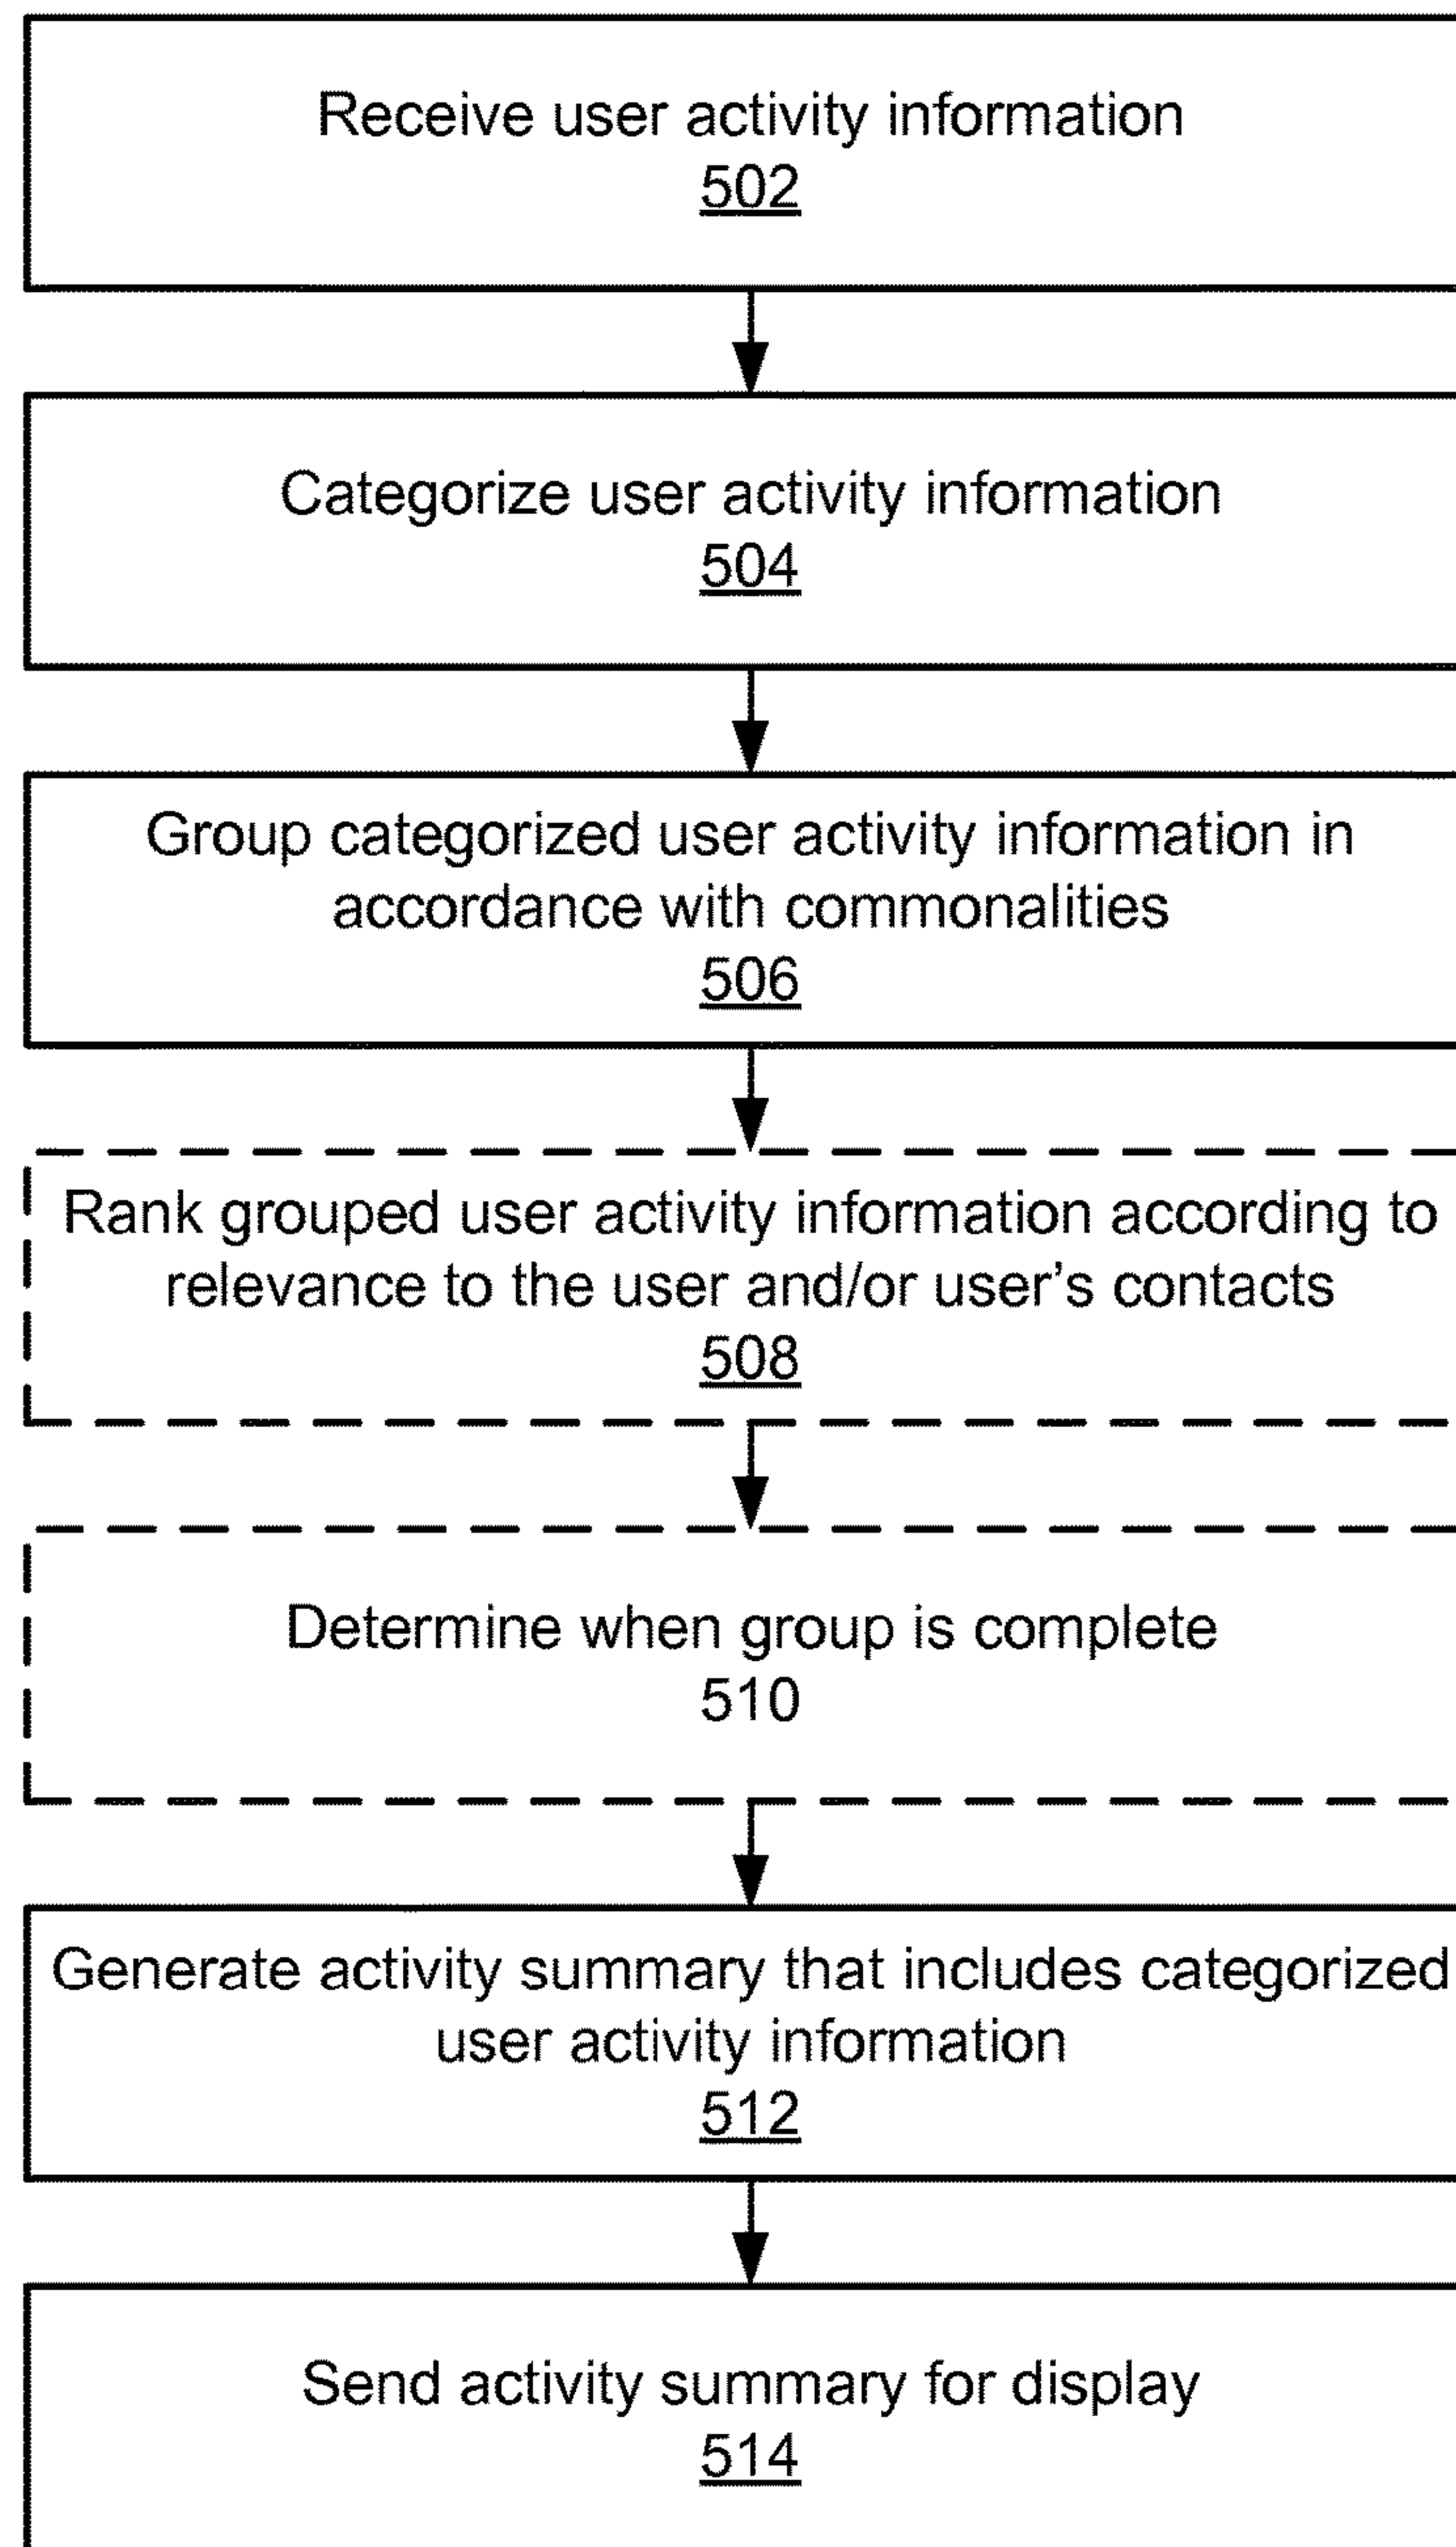 Receive user activity information
502
Categorize user activity information
504
Group categorized user activity information in
accordance with commonalities
506
Rank grouped user activity information according to
relevance to the user and/or user's contacts
508
Determine when group is complete
510
Generate activity summary that includes categorized
user activity information
512
Send activity summary for display
514